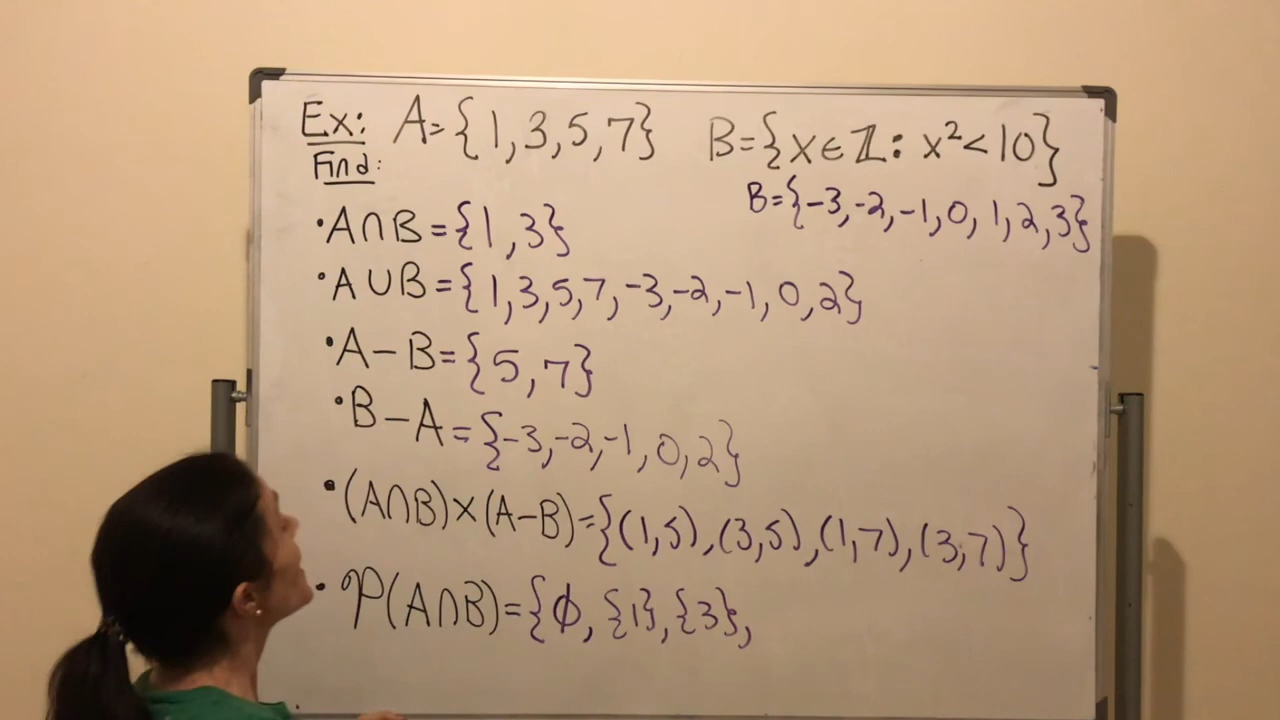 Ex: A={1,3,5,7} B={x∈ℤ: x²<10}
Find:
B={-3,-2,-1,0,1,2,3}
•A∩B={1,3}
•A∪B={1,3,5,7,-3,-2,-1,0,2}
•A-B={5,7}
•B-A={-3,-2,-1,0,2}
•(A∩B)×(A-B)={(1,5),(3,5),(1,7),(3,7)}
•𝒫(A∩B)={ϕ,{1},{3},